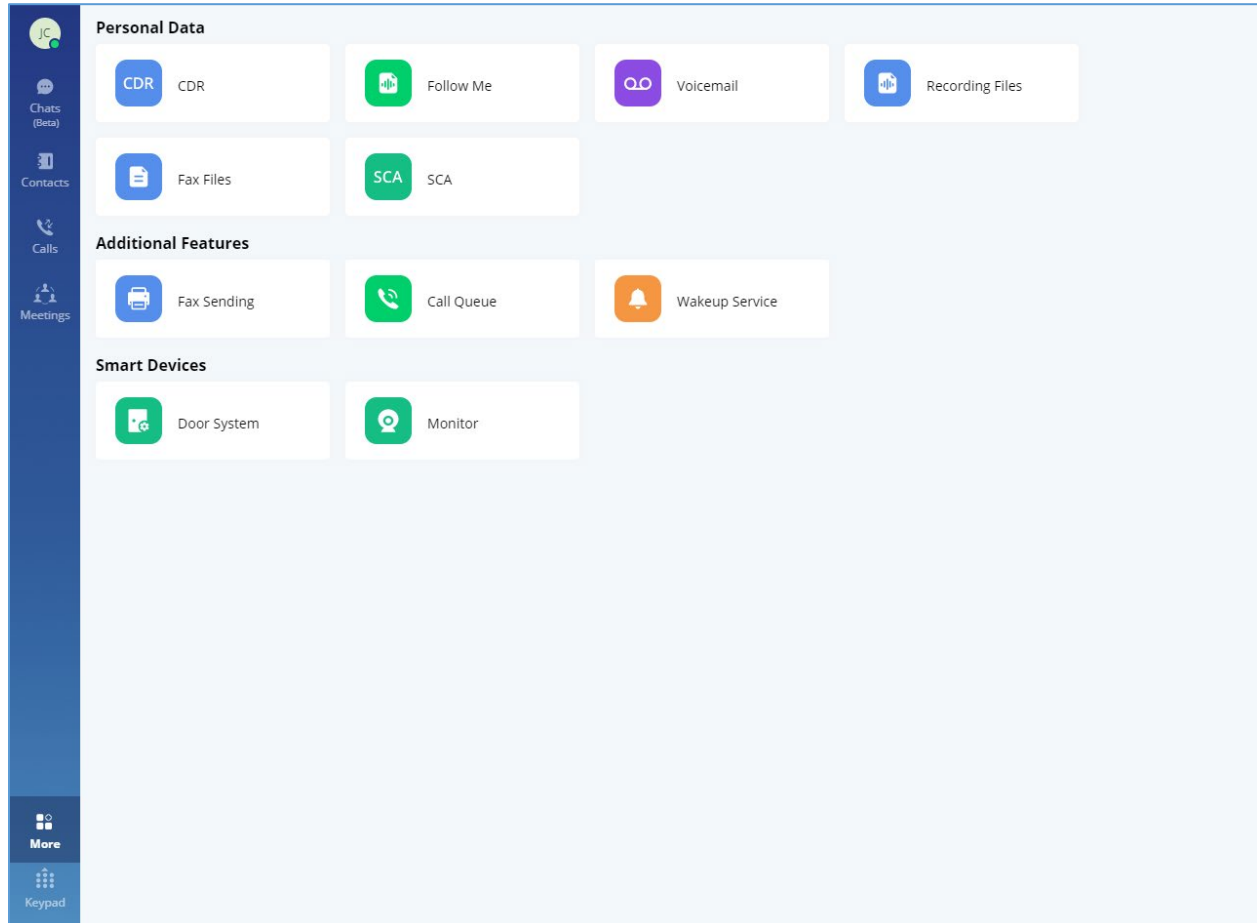 JC
Chats
(Beta)
Contacts
Calls
Meetings
More
Keypad
Personal Data
CDR CDR
Follow Me
Voicemail
Recording Files
Fax Files
SCA SCA
Additional Features
Fax Sending
Call Queue
Wakeup Service
Smart Devices
Door System
Monitor